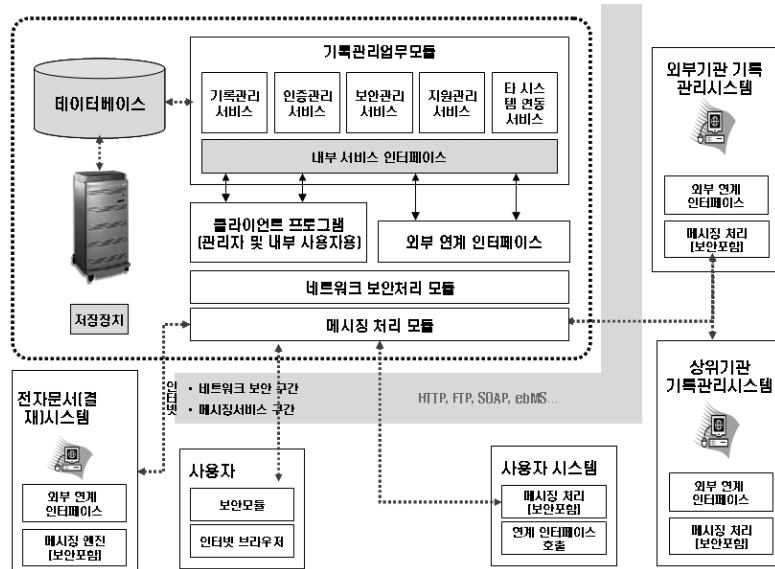 기록관리업무모듈
데이터베이스
기록관리
서비스
인증관리
서비스
보안관리
서비스
지원관리
서비스
타 시스
템 연동
서비스
내부 서비스 인터페이스
클라이언트 프로그램
(관리자 및 내부 사용자용)
외부 연계 인터페이스
네트워크 보안처리 모듈
메시징 처리 모듈
저장장치
외부기관 기록
관리시스템
외부 연계
인터페이스
메시징 처리
[보안포함]
인터넷
• 네트워크 보안 구간
• 메시징서비스 구간
HTTP, FTP, SOAP, ebMS...
전자문서(결
재)시스템
외부 연계
인터페이스
메시징 엔진
[보안포함]
사용자
보안모듈
인터넷 브라우저
사용자 시스템
메시징 처리
[보안포함]
연계 인터페이스
호출
상위기관
기록관리시스템
외부 연계
인터페이스
메시징 처리
[보안포함]